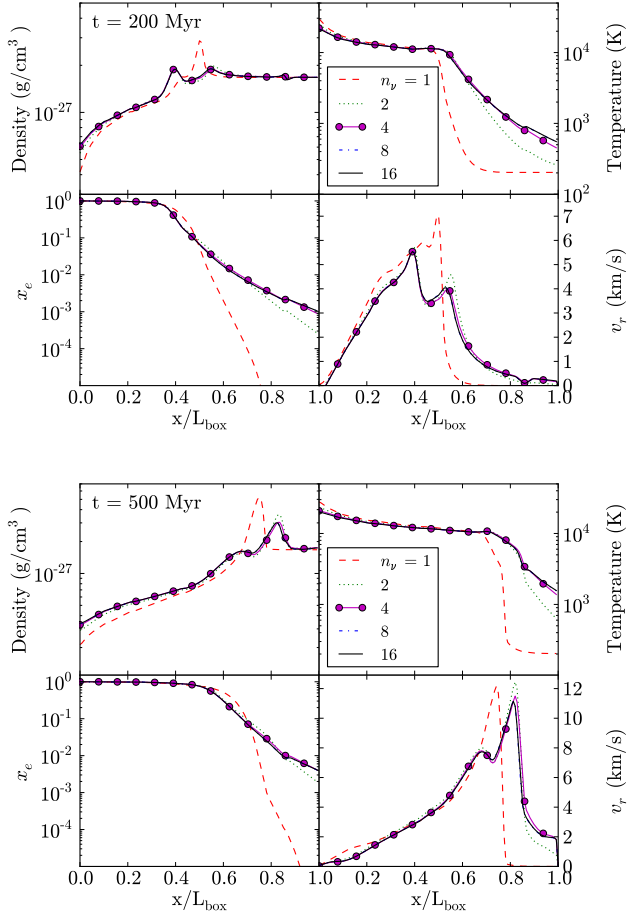 t = 200 Myr
Density (g/cm³)
10⁻²⁷
n_ν = 1
2
4
8
16
10⁴
10³
10²
Temperature (K)
10⁰
10⁻¹
10⁻²
10⁻³
10⁻⁴
x_e
7
6
5
4
3
2
1
0
v_r (km/s)
0.0 0.2 0.4 0.6 0.8 1.0
x/L_box
0.2 0.4 0.6 0.8 1.0
x/L_box
t = 500 Myr
Density (g/cm³)
10⁻²⁷
n_ν = 1
2
4
8
16
10⁴
10³
Temperature (K)
10⁰
10⁻¹
10⁻²
10⁻³
10⁻⁴
x_e
12
10
8
6
4
2
0
v_r (km/s)
0.0 0.2 0.4 0.6 0.8 1.0
x/L_box
0.2 0.4 0.6 0.8 1.0
x/L_box